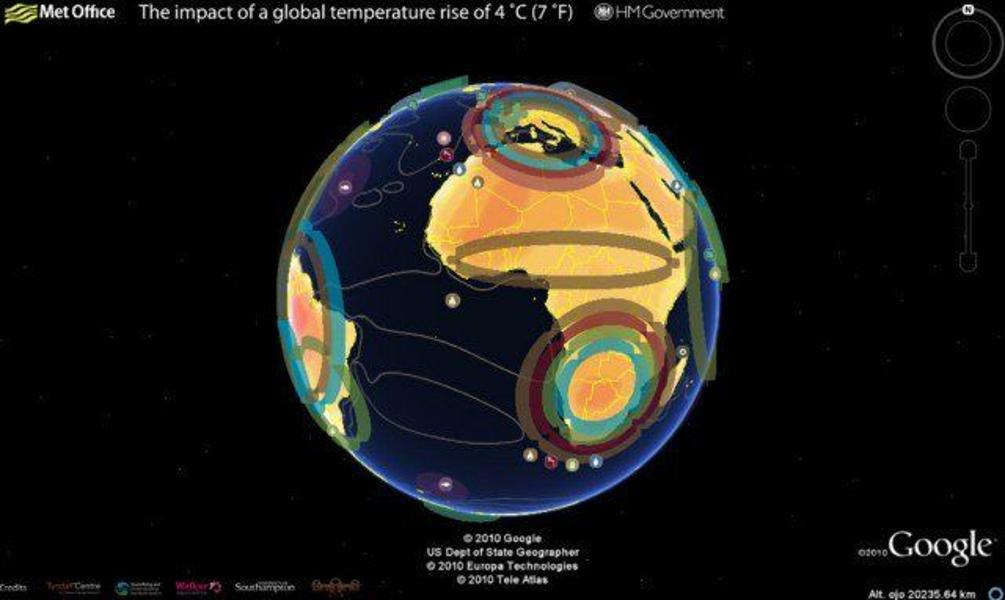 Met Office The impact of a global temperature rise of 4 ˚C (7 ˚F) HM Government
N
© 2010 Google
US Dept of State Geographer
© 2010 Europa Technologies
© 2010 Tele Atlas
©2010 Google
Credits Tyndall°Centre Walker Southampton
Alt. ojo 20235.64 km